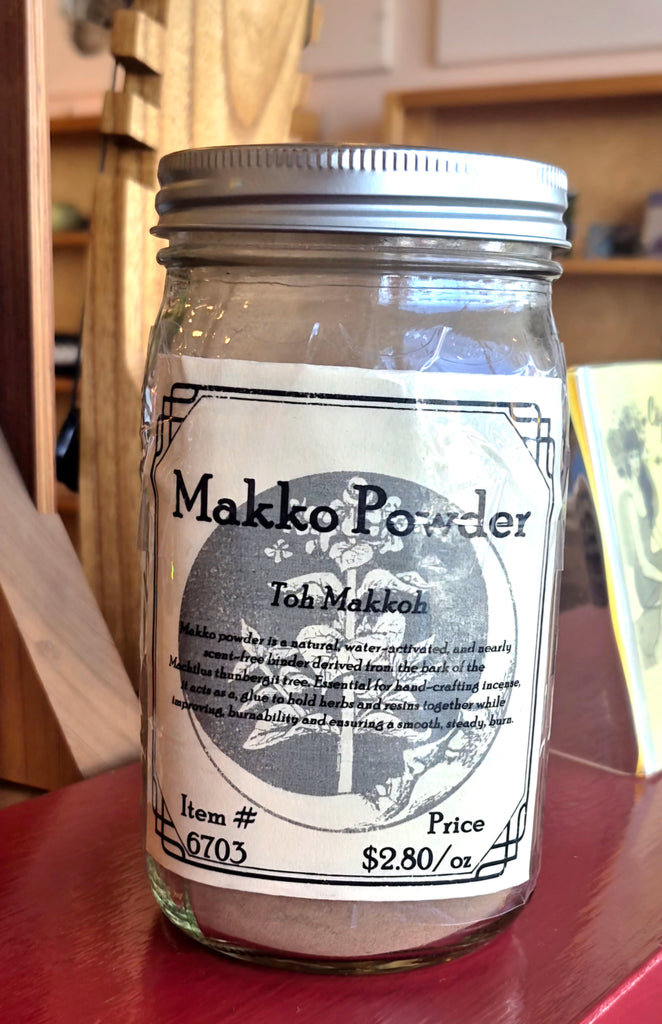 Makko Powder
Toh Makkoh
Makko powder is a natural, water-activated, and nearly
scent-free binder derived from the bark of the
Machilus thunbergii tree. Essential for hand-crafting incense,
it acts as a, glue to hold herbs and resins together while
improving, burnability and ensuring a smooth, steady, burn.
Item #
6703
Price
$2.80/oz